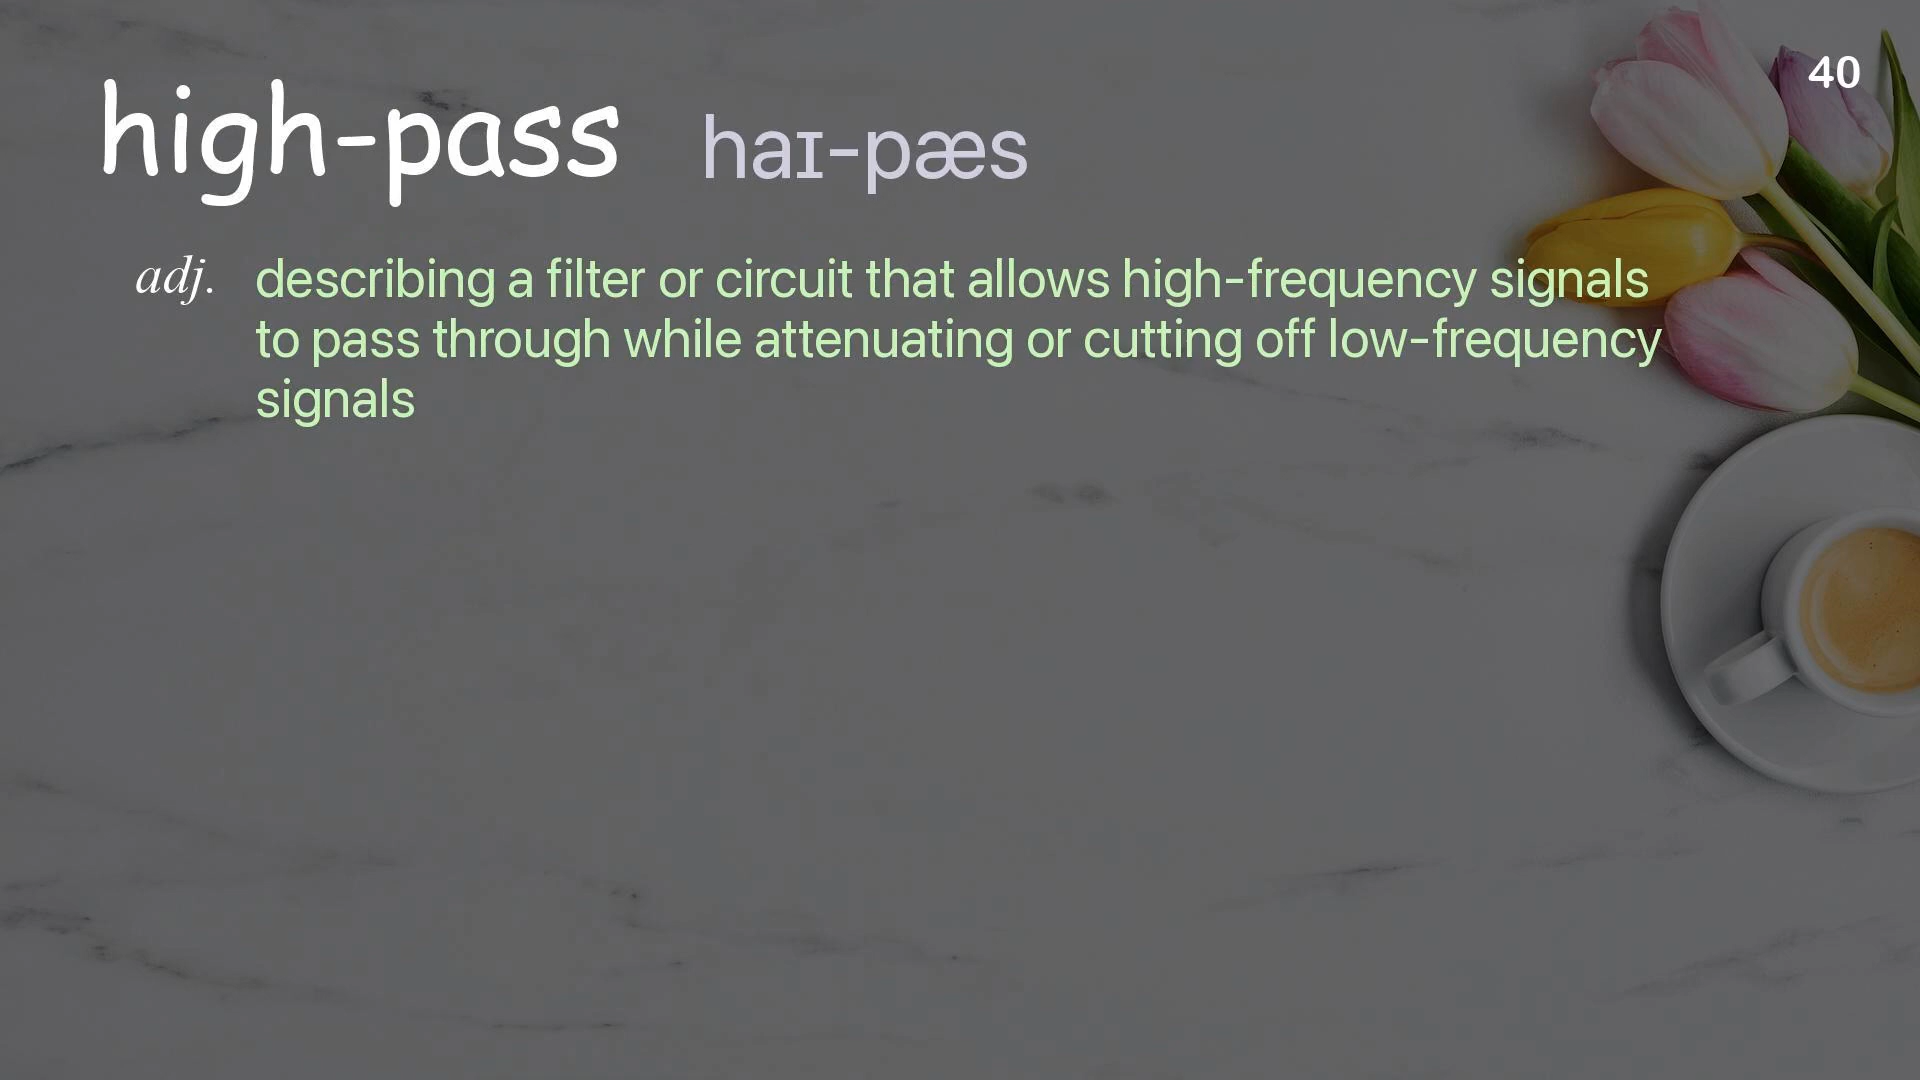 40
high-pass haɪ-pæs
adj. describing a filter or circuit that allows high-frequency signals
to pass through while attenuating or cutting off low-frequency
signals